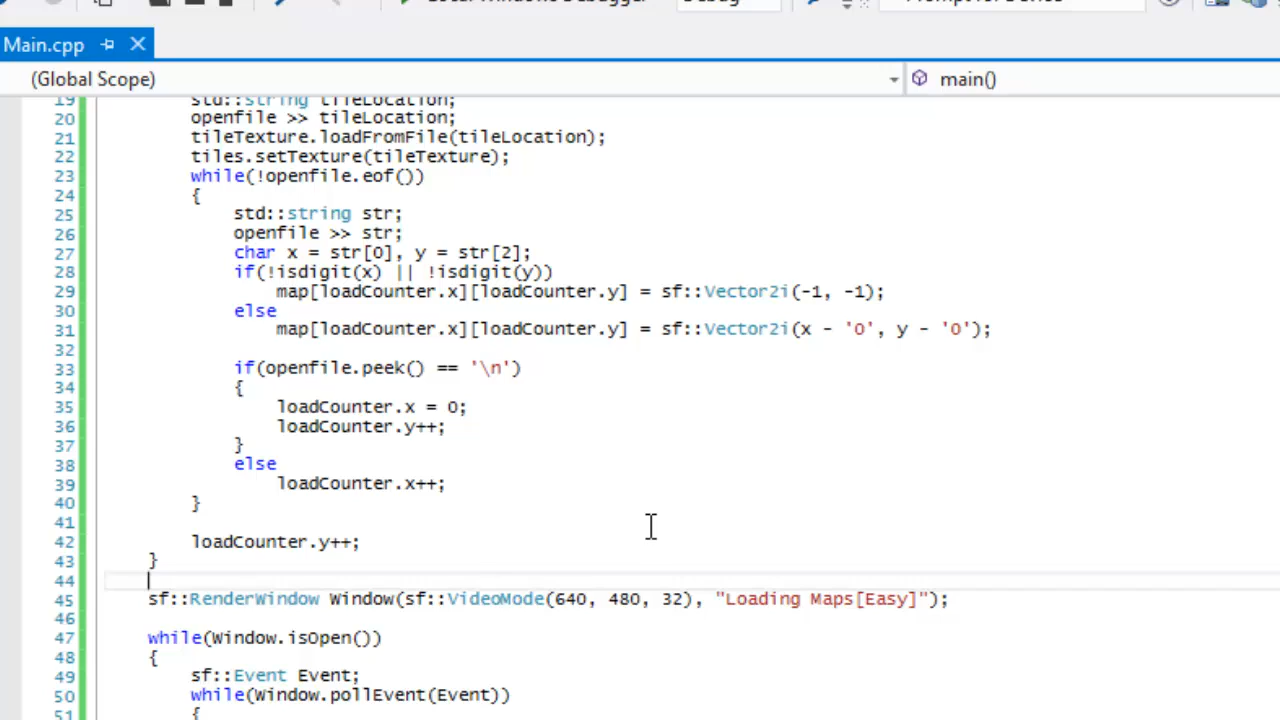 Main.cpp
(Global Scope) main()
19 std::string tileLocation;
20 openfile >> tileLocation;
21 tileTexture.loadFromFile(tileLocation);
22 tiles.setTexture(tileTexture);
23 while(!openfile.eof())
24 {
25 std::string str;
26 openfile >> str;
27 char x = str[0], y = str[2];
28 if(!isdigit(x) || !isdigit(y))
29 map[loadCounter.x][loadCounter.y] = sf::Vector2i(-1, -1);
30 else
31 map[loadCounter.x][loadCounter.y] = sf::Vector2i(x - '0', y - '0');
32
33 if(openfile.peek() == '\n')
34 {
35 loadCounter.x = 0;
36 loadCounter.y++;
37 }
38 else
39 loadCounter.x++;
40 }
41
42 loadCounter.y++;
43 }
44
45 sf::RenderWindow Window(sf::VideoMode(640, 480, 32), "Loading Maps[Easy]");
46
47 while(Window.isOpen())
48 {
49 sf::Event Event;
50 while(Window.pollEvent(Event))
51 {